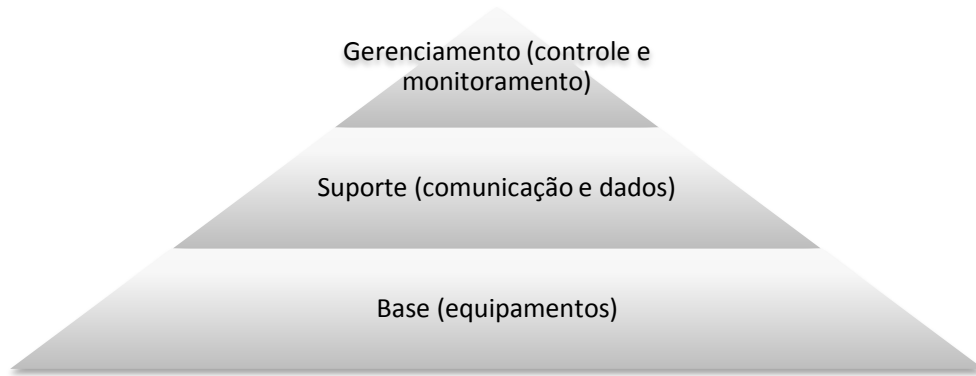 Gerenciamento (controle e
monitoramento)
Suporte (comunicação e dados)
Base (equipamentos)